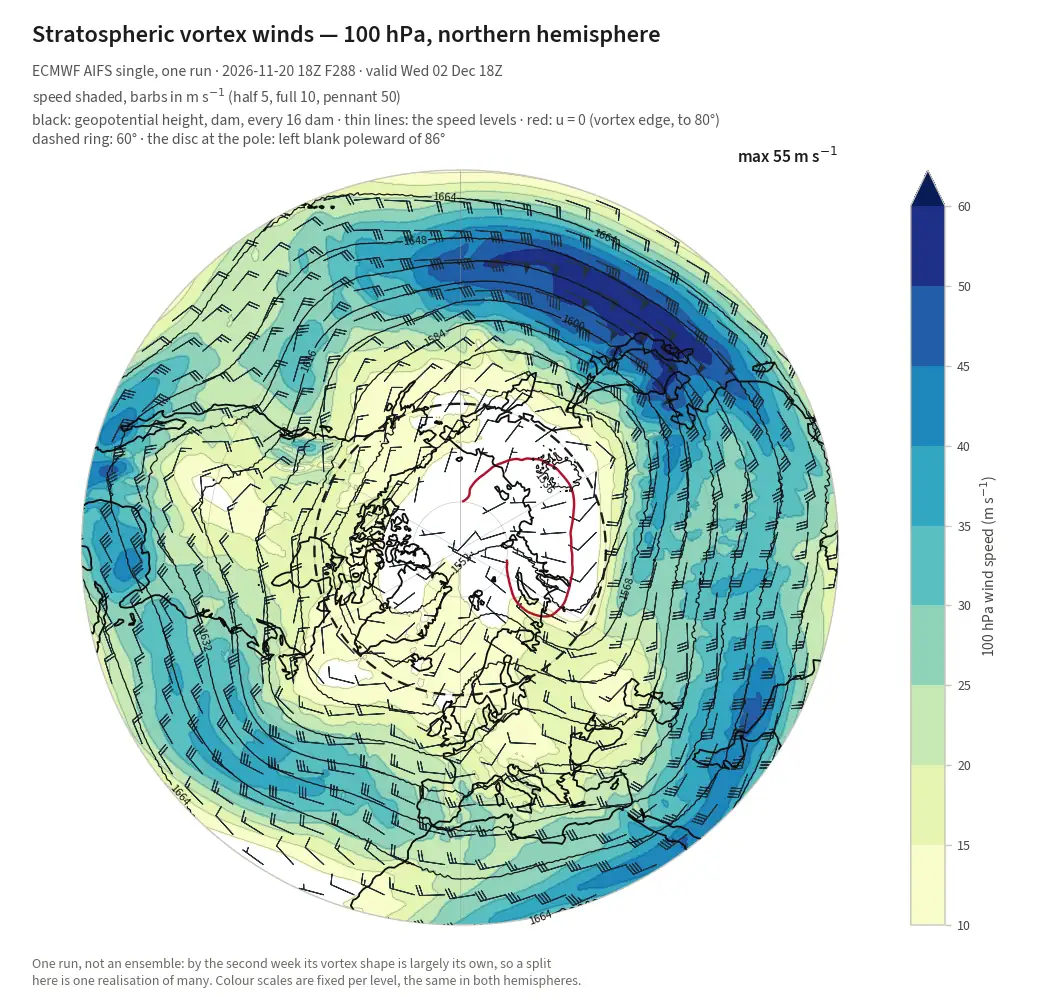 Stratospheric vortex winds — 100 hPa, northern hemisphere
ECMWF AIFS single, one run · 2026-11-20 18Z F288 · valid Wed 02 Dec 18Z
speed shaded, barbs in m s⁻¹ (half 5, full 10, pennant 50)
black: geopotential height, dam, every 16 dam · thin lines: the speed levels · red: u = 0 (vortex edge, to 80°)
dashed ring: 60° · the disc at the pole: left blank poleward of 86°
max 55 m s⁻¹
1664
1648
1664
1600
1584
1616
1536
1552
1568
1632
1664
1664
60
50
45
40
35
30
25
20
15
10
100 hPa wind speed (m s⁻¹)
One run, not an ensemble: by the second week its vortex shape is largely its own, so a split
here is one realisation of many. Colour scales are fixed per level, the same in both hemispheres.